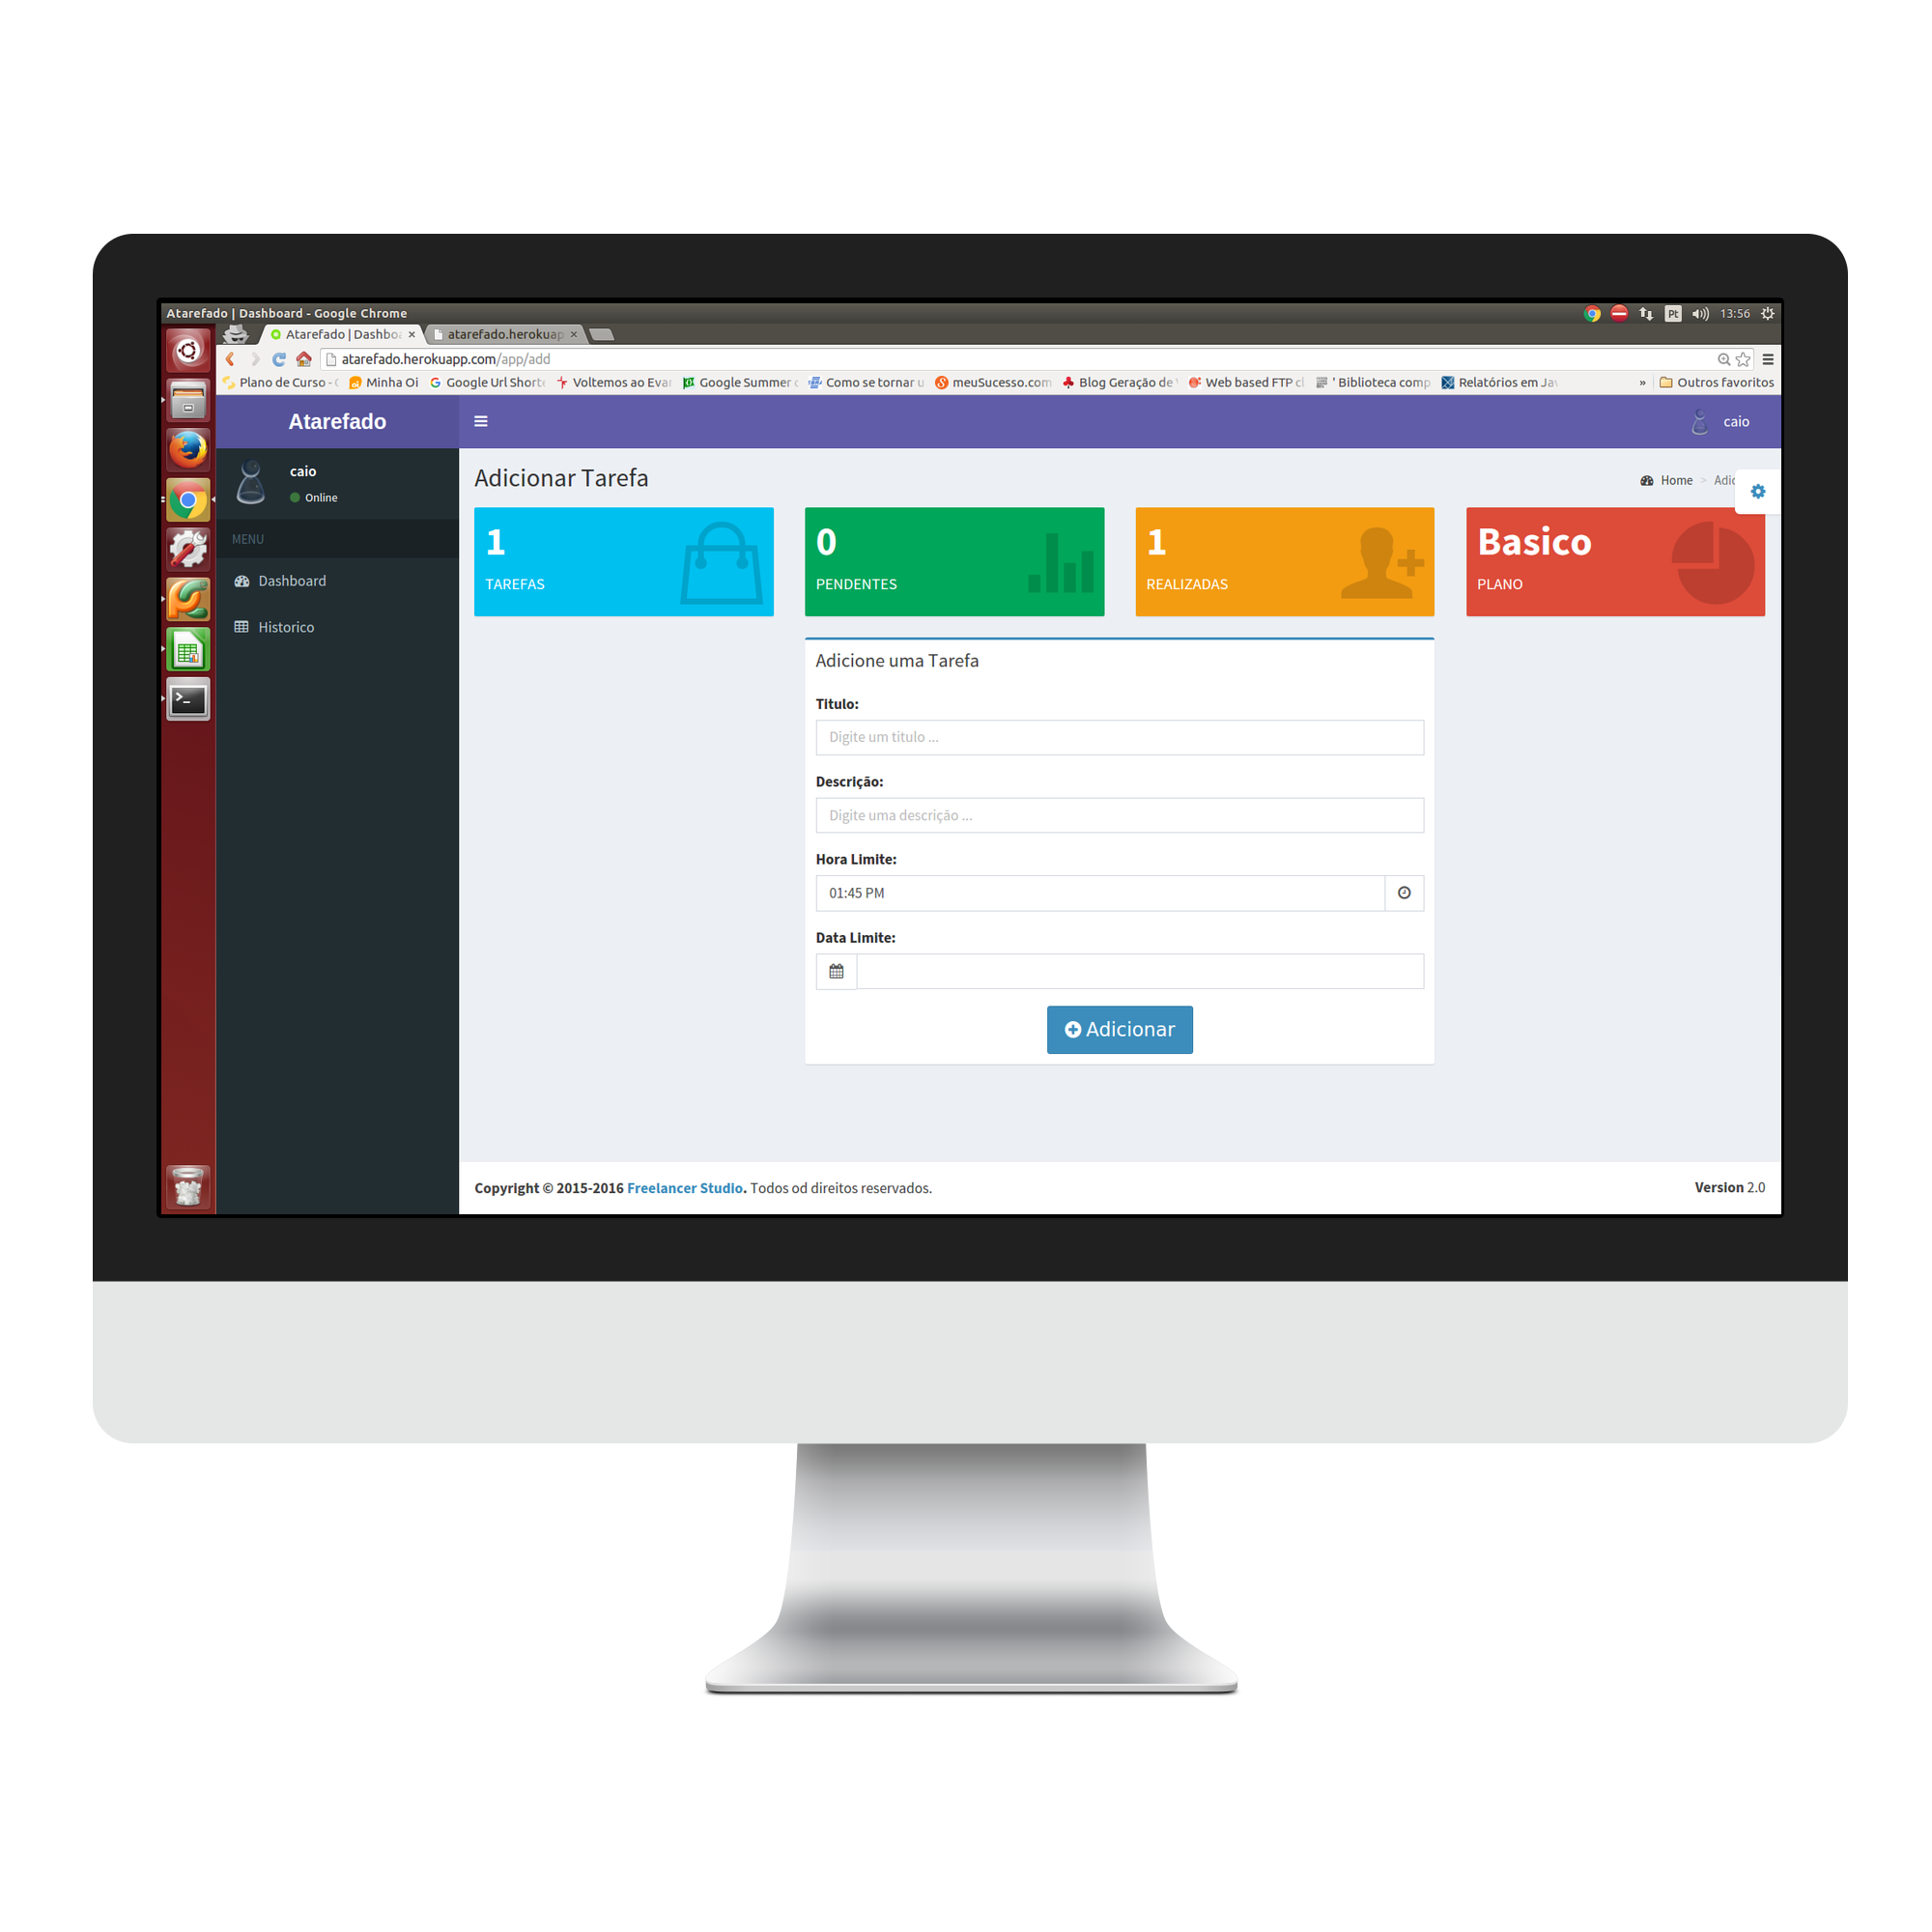 Atarefado | Dashboard - Google Chrome
Pt
13:56
Atarefado | Dashbo
atarefado.herokuap
atarefado.herokuapp.com/app/add
Plano de Curso - Minha Oi Google Url Short Voltemos ao Evan Google Summer Como se tornar u meuSucesso.com Blog Geração de Web based FTP cl ' Biblioteca comp Relatórios em Jav » Outros favoritos
Atarefado
caio
caio
Online
MENU
Dashboard
Historico
Adicionar Tarefa
Home > Adic
1
TAREFAS
0
PENDENTES
1
REALIZADAS
Basico
PLANO
Adicione uma Tarefa
Titulo:
Digite um titulo ...
Descrição:
Digite uma descrição ...
Hora Limite:
01:45 PM
Data Limite:
Adicionar
Copyright © 2015-2016 Freelancer Studio. Todos od direitos reservados.
Version 2.0